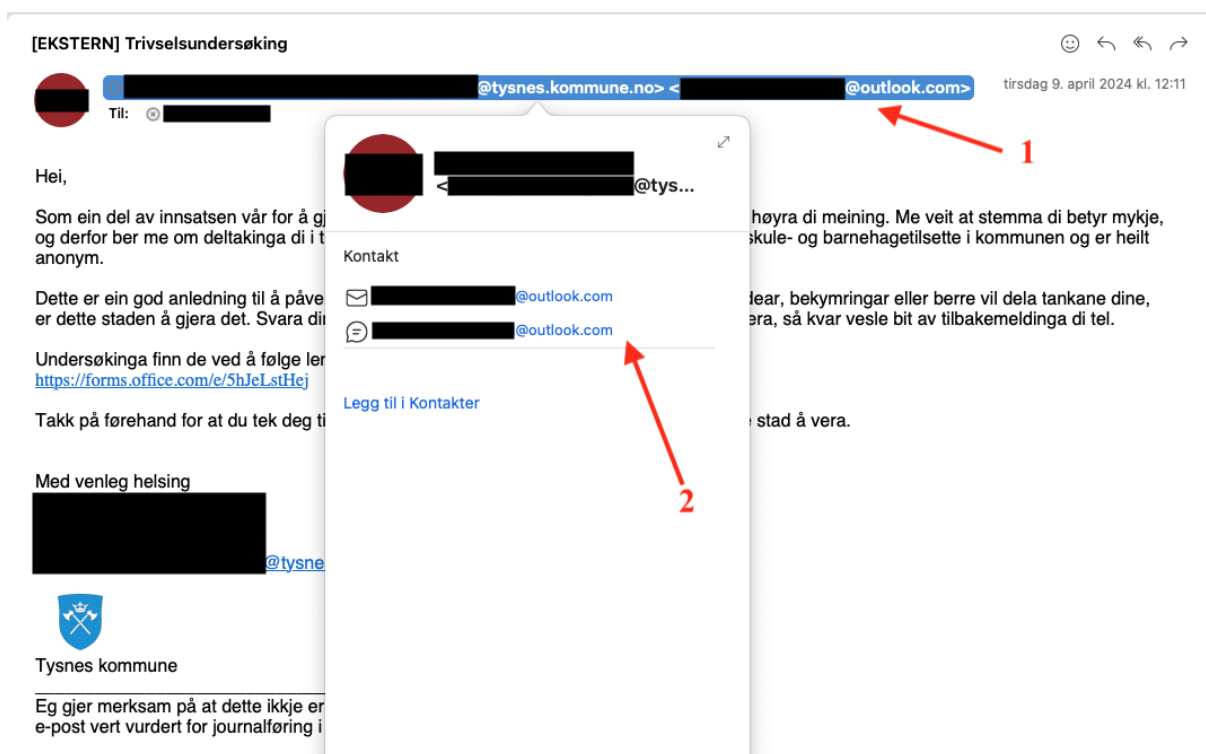 [EKSTERN] Trivselsundersøking
@tysnes.kommune.no> < @outlook.com>
tirsdag 9. april 2024 kl. 12:11
Til:
1
< @tys...
Hei,
Som ein del av innsatsen vår for å gj høyra di meining. Me veit at stemma di betyr mykje,
og derfor ber me om deltakinga di i t skule- og barnehagetilsette i kommunen og er heilt
anonym.
Kontakt
@outlook.com
@outlook.com
Dette er ein god anledning til å påve dear, bekymringar eller berre vil dela tankane dine,
er dette staden å gjera det. Svara din era, så kvar vesle bit av tilbakemeldinga di tel.
Undersøkinga finn de ved å følge len
https://forms.office.com/e/5hJeLstHej
Legg til i Kontakter
Takk på førehand for at du tek deg ti stad å vera.
2
Med venleg helsing
@tysne
Tysnes kommune
Eg gjer merksam på at dette ikkje er
e-post vert vurdert for journalføring i